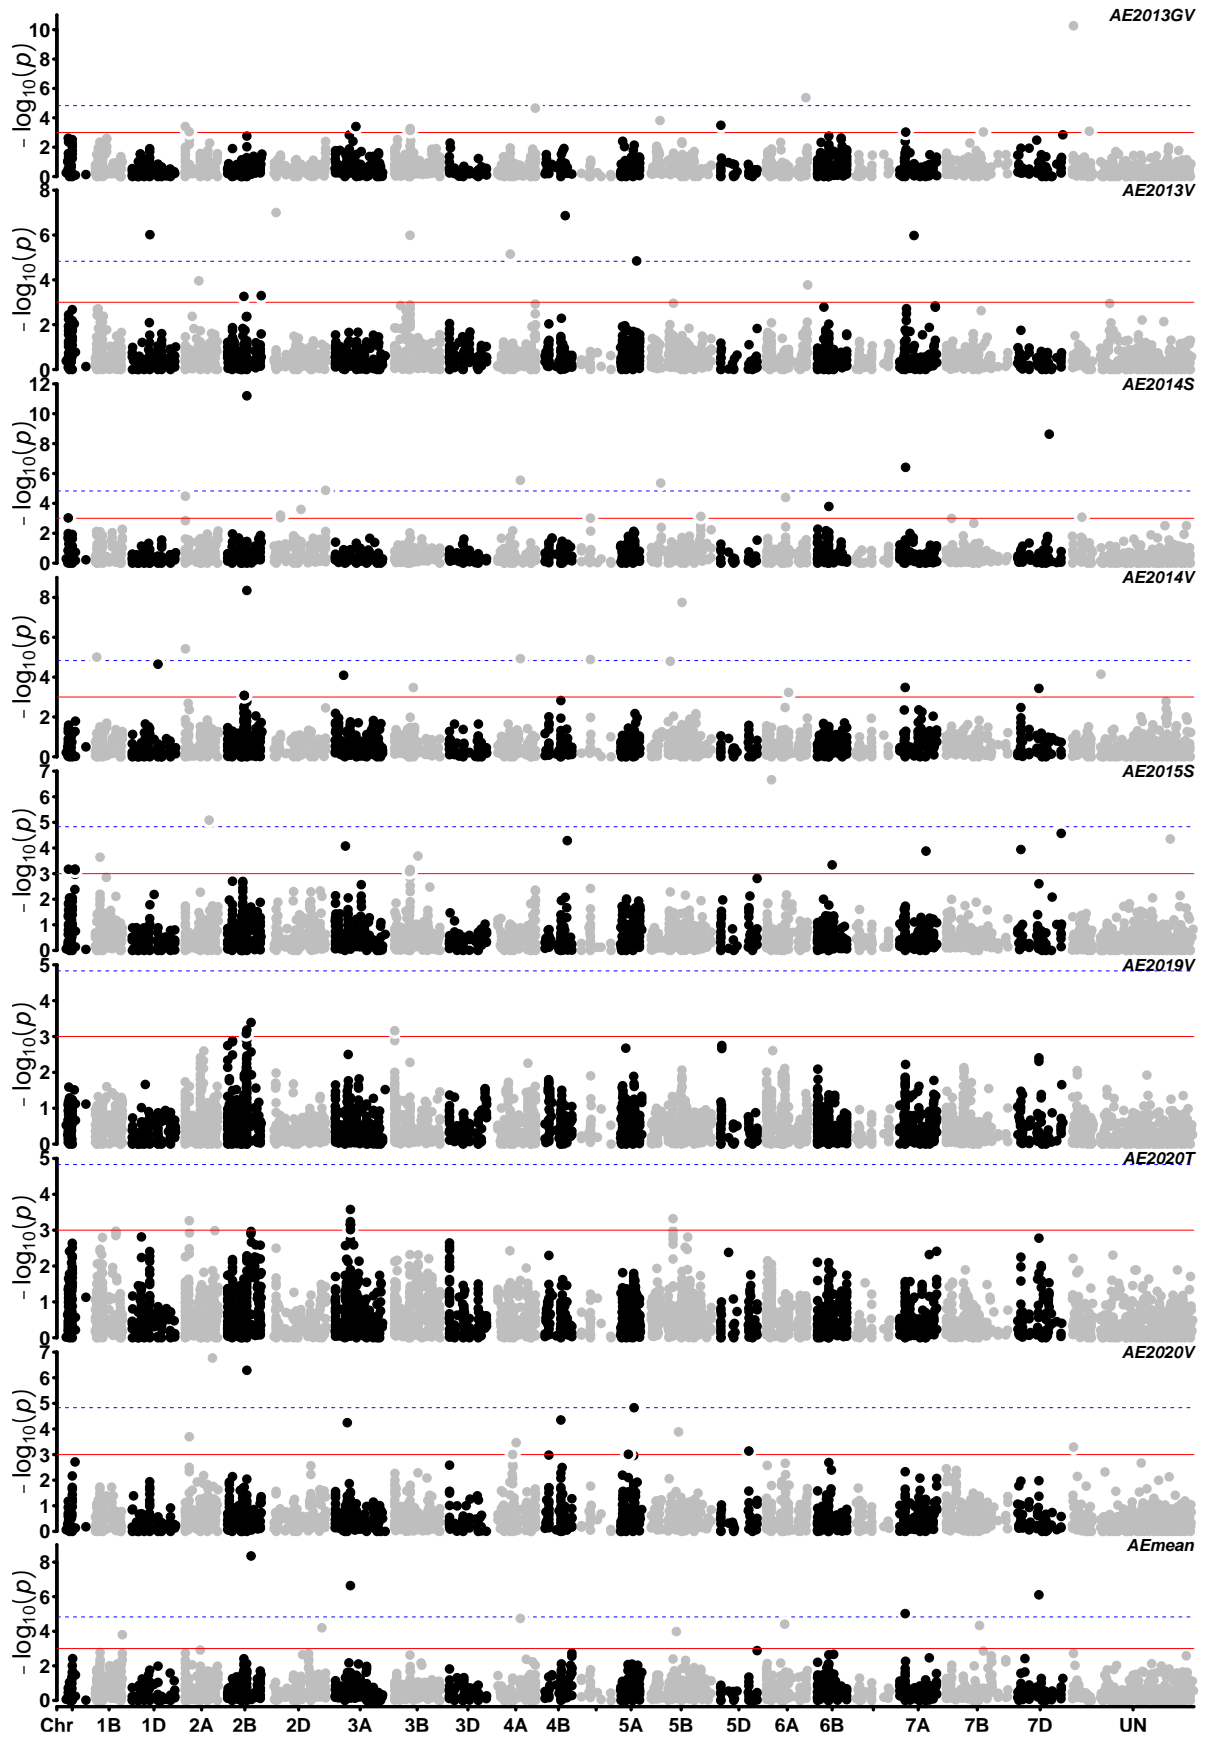 AE2013GV
− log10(p)
10
8
6
4
2
0
AE2013V
− log10(p)
8
6
4
2
0
AE2014S
− log10(p)
12
10
8
6
4
2
0
AE2014V
− log10(p)
8
6
4
2
0
AE2015S
− log10(p)
7
6
5
4
3
2
1
0
AE2019V
− log10(p)
5
4
3
2
1
0
AE2020T
− log10(p)
5
4
3
2
1
0
AE2020V
− log10(p)
7
6
5
4
3
2
1
0
AEmean
− log10(p)
8
6
4
2
0
Chr 1B 1D 2A 2B 2D 3A 3B 3D 4A 4B 5A 5B 5D 6A 6B 7A 7B 7D UN